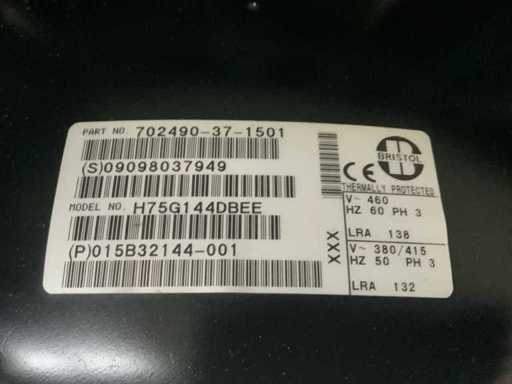 PART NO. 702490-37-1501
(S)09098037949
MODEL NO. H75G144DBEE
(P)015B32144-001
XXX
BRISTOL
CE
THERMALLY PROTECTED
V~ 460
HZ 60 PH 3
LRA 138
V~ 380/415
HZ 50 PH 3
LRA 132